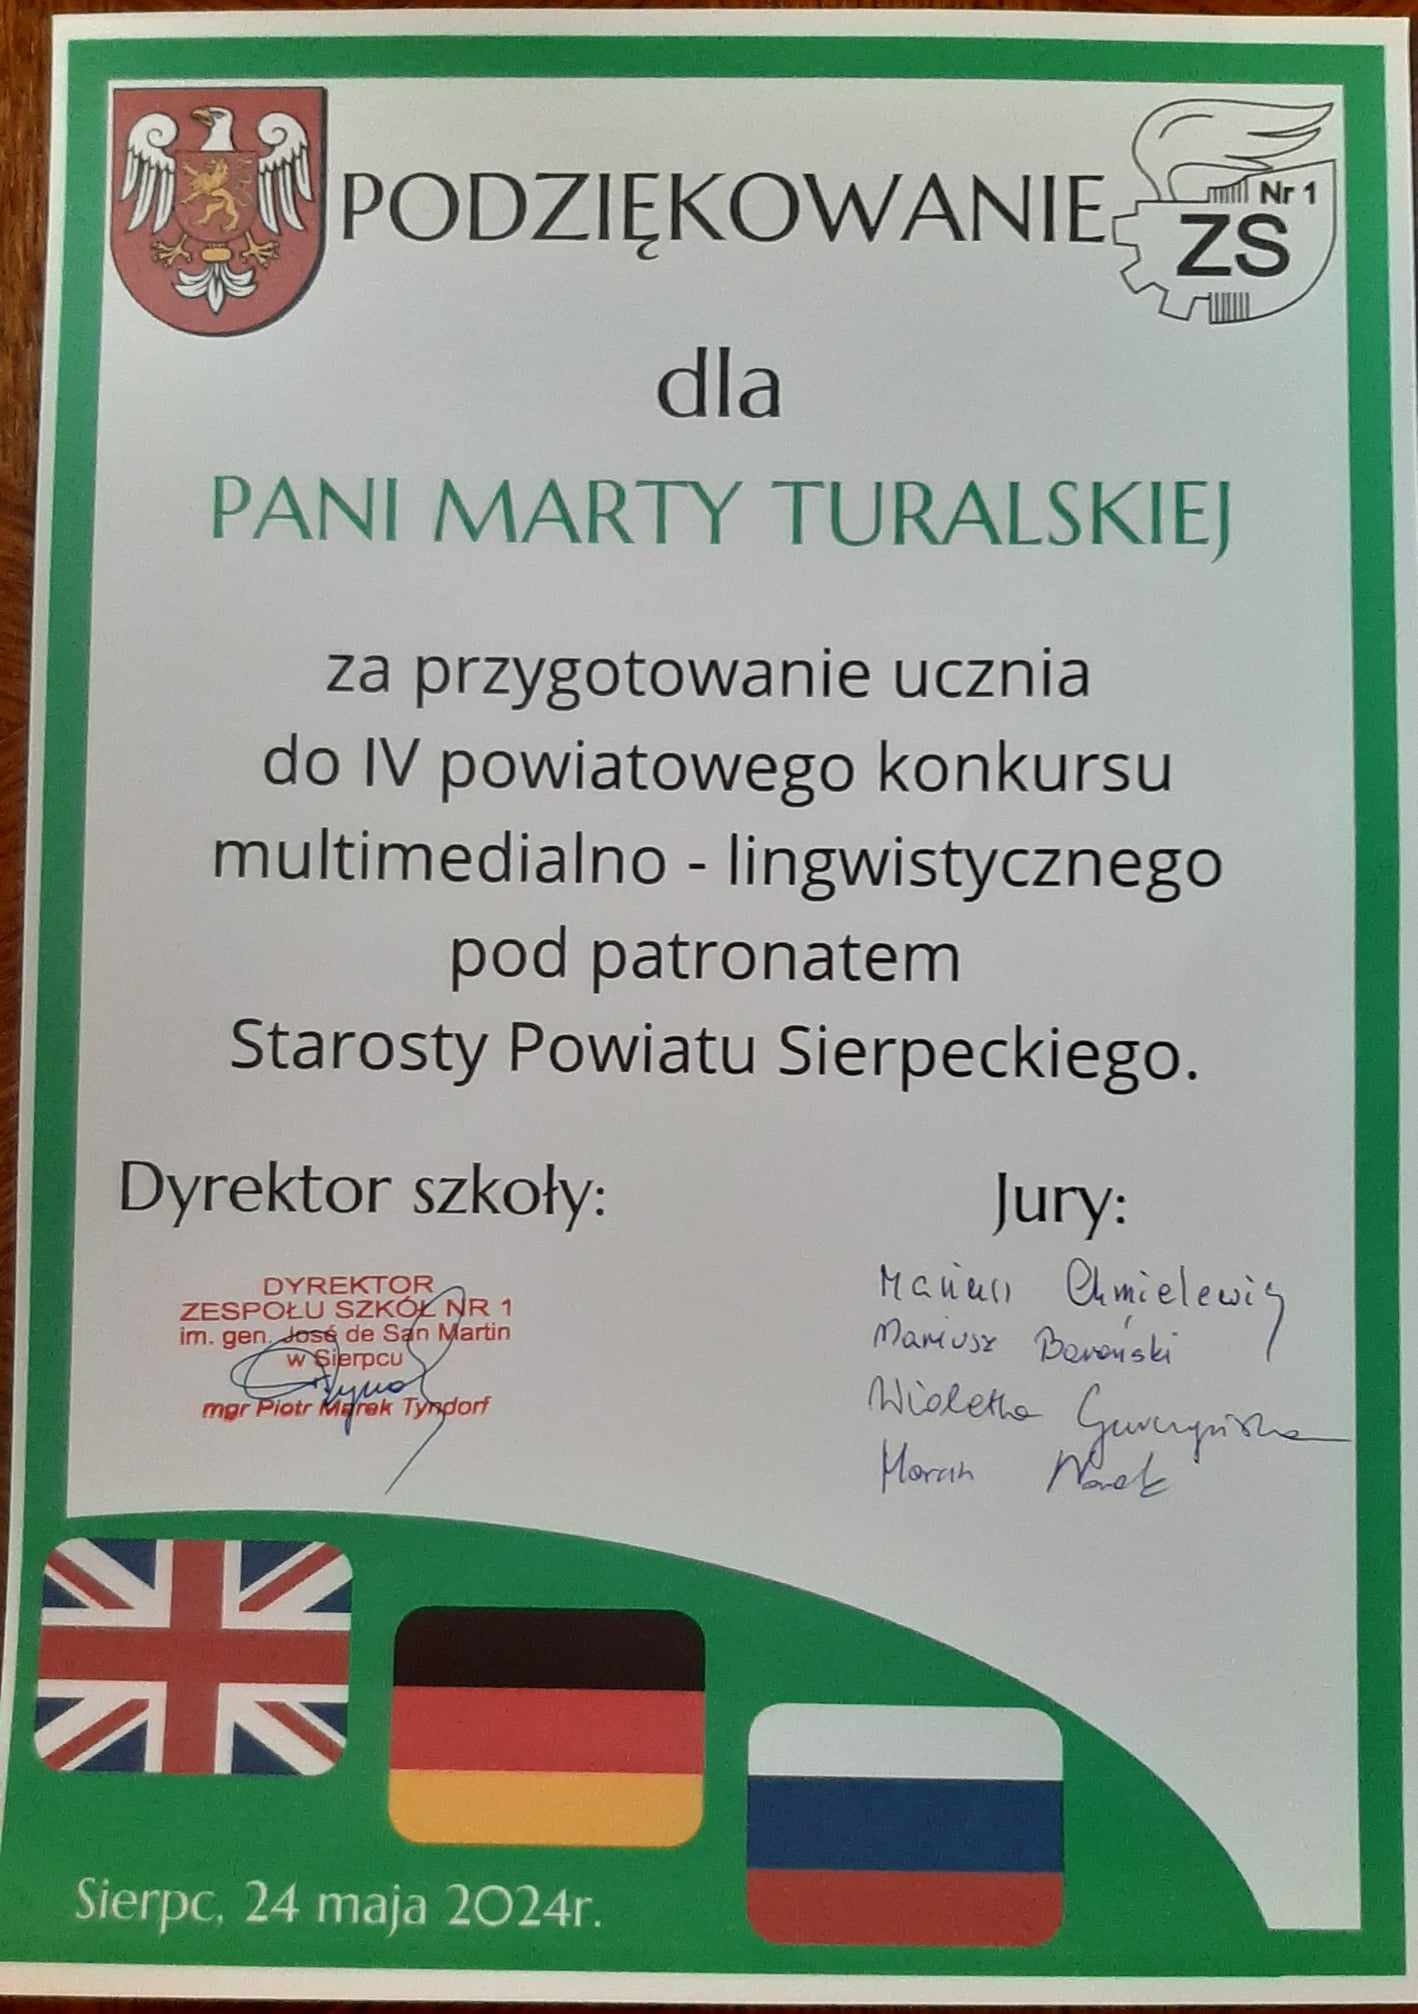 PODZIĘKOWANIE
Nr 1
ZS
dla
PANI MARTY TURALSKIEJ
za przygotowanie ucznia
do IV powiatowego konkursu
multimedialno - lingwistycznego
pod patronatem
Starosty Powiatu Sierpeckiego.
Dyrektor szkoły:
DYREKTOR
ZESPOŁU SZKÓŁ NR 1
im. gen. José de San Martin
w Sierpcu
mgr Piotr Marek Tyndorf
Jury:
Mariusz Chmielewicz
Mariusz Barański
Wioletta
Marcin Nowak
Sierpc, 24 maja 2024r.